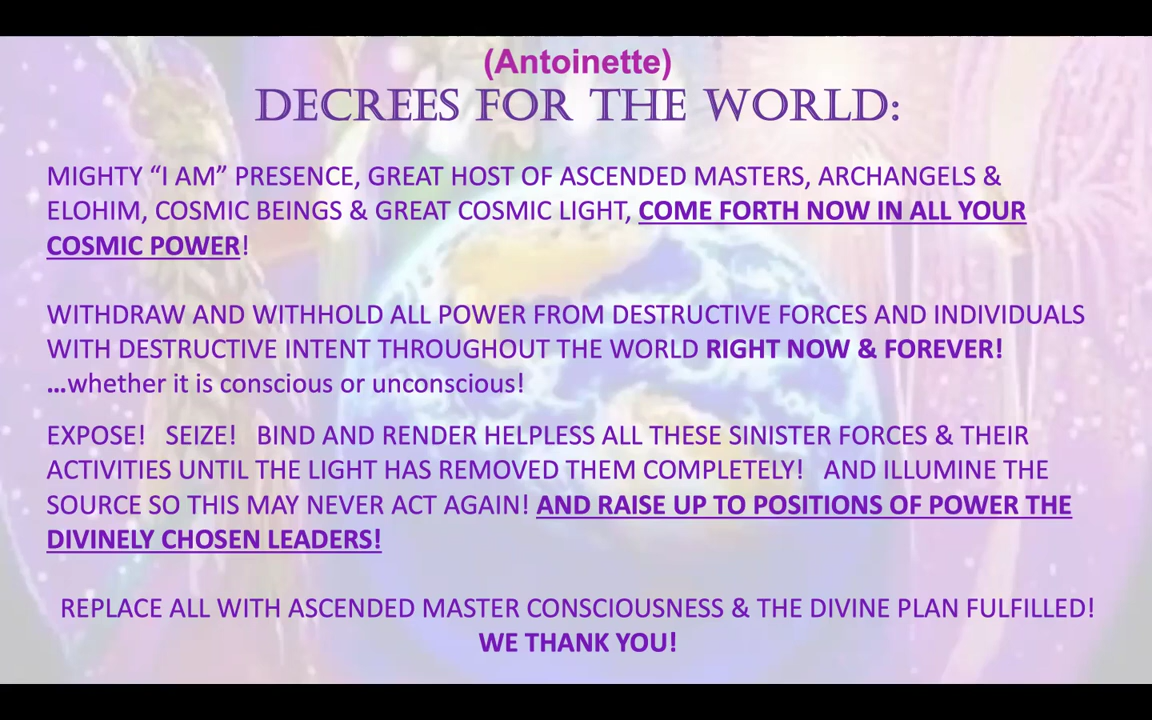 (Antoinette)
DECREES FOR THE WORLD:
MIGHTY “I AM” PRESENCE, GREAT HOST OF ASCENDED MASTERS, ARCHANGELS &
ELOHIM, COSMIC BEINGS & GREAT COSMIC LIGHT, COME FORTH NOW IN ALL YOUR
COSMIC POWER!
WITHDRAW AND WITHHOLD ALL POWER FROM DESTRUCTIVE FORCES AND INDIVIDUALS
WITH DESTRUCTIVE INTENT THROUGHOUT THE WORLD RIGHT NOW & FOREVER!
…whether it is conscious or unconscious!
EXPOSE! SEIZE! BIND AND RENDER HELPLESS ALL THESE SINISTER FORCES & THEIR
ACTIVITIES UNTIL THE LIGHT HAS REMOVED THEM COMPLETELY! AND ILLUMINE THE
SOURCE SO THIS MAY NEVER ACT AGAIN! AND RAISE UP TO POSITIONS OF POWER THE
DIVINELY CHOSEN LEADERS!
REPLACE ALL WITH ASCENDED MASTER CONSCIOUSNESS & THE DIVINE PLAN FULFILLED!
WE THANK YOU!